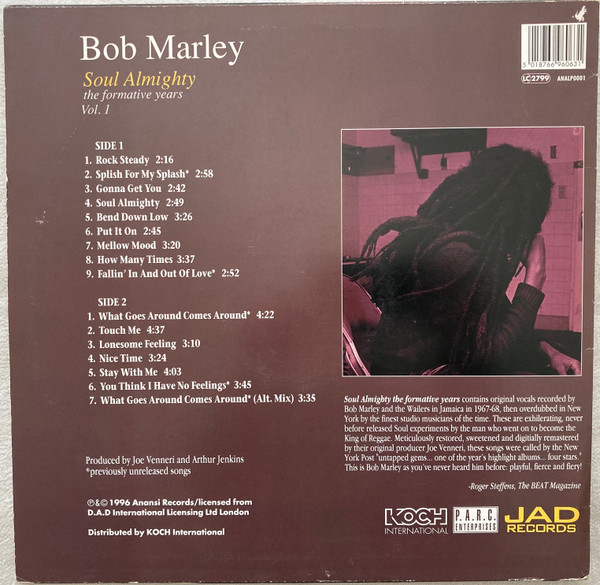 Bob Marley
Soul Almighty
the formative years
Vol. 1
5 018766 960631
LC 2799 ANALP0001
SIDE 1
1. Rock Steady 2:16
2. Splish For My Splash* 2:58
3. Gonna Get You 2:42
4. Soul Almighty 2:49
5. Bend Down Low 3:26
6. Put It On 2:45
7. Mellow Mood 3:20
8. How Many Times 3:37
9. Fallin' In And Out Of Love* 2:52
SIDE 2
1. What Goes Around Comes Around* 4:22
2. Touch Me 4:37
3. Lonesome Feeling 3:10
4. Nice Time 3:24
5. Stay With Me 4:03
6. You Think I Have No Feelings* 3:45
7. What Goes Around Comes Around* (Alt. Mix) 3:35
Soul Almighty the formative years contains original vocals recorded by
Bob Marley and the Wailers in Jamaica in 1967-68, then overdubbed in New
York by the finest studio musicians of the time. These are exhilerating, never
before released Soul experiments by the man who went on to become the
King of Reggae. Meticulously restored, sweetened and digitially remastered
by their original producer Joe Venneri, these songs were called by the New
York Post "untapped gems... one of the year's highlight albums... four stars."
This is Bob Marley as you've never heard him before: playful, fierce and fiery!
-Roger Steffens, The BEAT Magazine
Produced by Joe Venneri and Arthur Jenkins
*previously unreleased songs
℗&© 1996 Anansi Records/licensed from
D.A.D International Licensing Ltd London
Distributed by KOCH International
KOCH
INTERNATIONAL
P.A.R.C.
ENTERPRISES
JAD
RECORDS